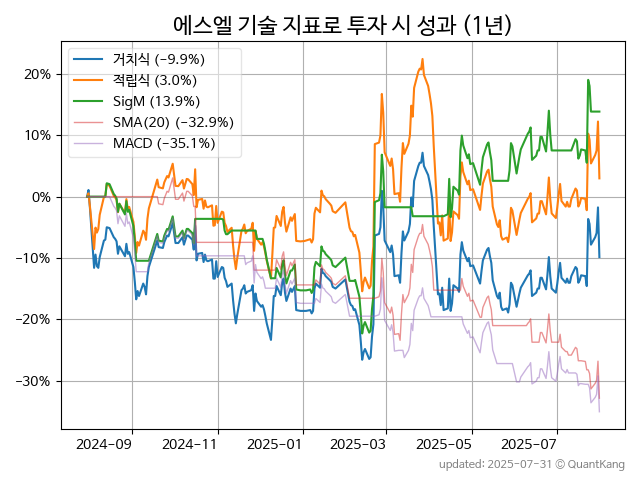 에스엘 기술 지표로 투자 시 성과 (1년)
거치식 (−9.9%)
적립식 (3.0%)
SigM (13.9%)
SMA(20) (−32.9%)
MACD (−35.1%)
20%
10%
0%
−10%
−20%
−30%
2024-09 2024-11 2025-01 2025-03 2025-05 2025-07
updated: 2025-07-31 © QuantKang